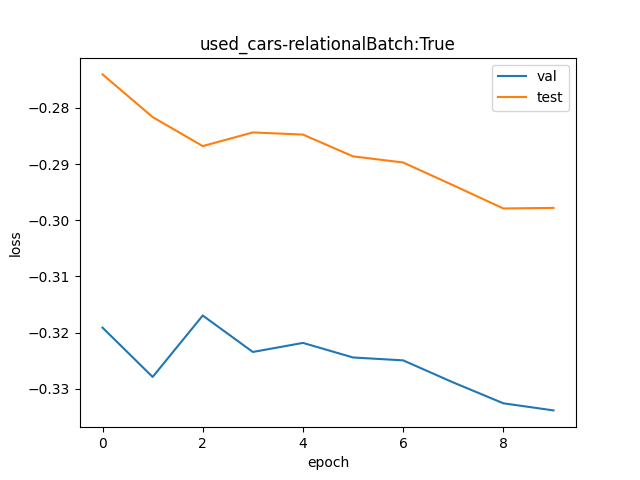 used_cars-relationalBatch:True
val
test
−0.28
−0.29
−0.30
−0.31
−0.32
−0.33
loss
0
2
4
6
8
epoch